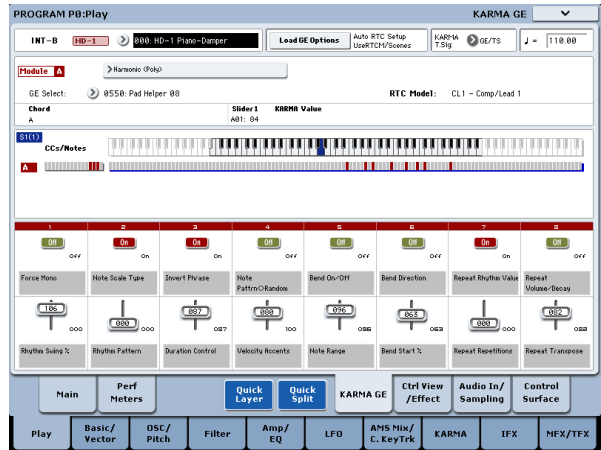 PROGRAM P0:Play KARMA GE
INT-B HD-1 000: HD-1 Piano-Damper Load GE Options Auto RTC Setup UseRTCM/Scenes KARMA T.Sig: GE/TS ♩= 110.00
Module A Harmonic (Poly)
GE Select: 0550: Pad Helper 08 RTC Model: CL1 - Comp/Lead 1
Chord Slider1 KARMA Value
A A01: 84
S1(1)
CCs/Notes
A
1 2 3 4 5 6 7 8
Off On On Off Off Off On Off
Off On On Off Off Off On Off
Force Mono Note Scale Type Invert Phrase Note Pattrn<>Random Bend On/Off Bend Direction Repeat Rhythm Value Repeat Volume/Decay
106 000 087 080 096 063 000 082
000 000 087 100 086 063 000 088
Rhythm Swing % Rhythm Pattern Duration Control Velocity Accents Note Range Bend Start % Repeat Repetitions Repeat Transpose
Main Perf Meters Quick Layer Quick Split KARMA GE Ctrl View /Effect Audio In/ Sampling Control Surface
Play Basic/ Vector OSC/ Pitch Filter Amp/ EQ LFO AMS Mix/ C. KeyTrk KARMA IFX MFX/TFX